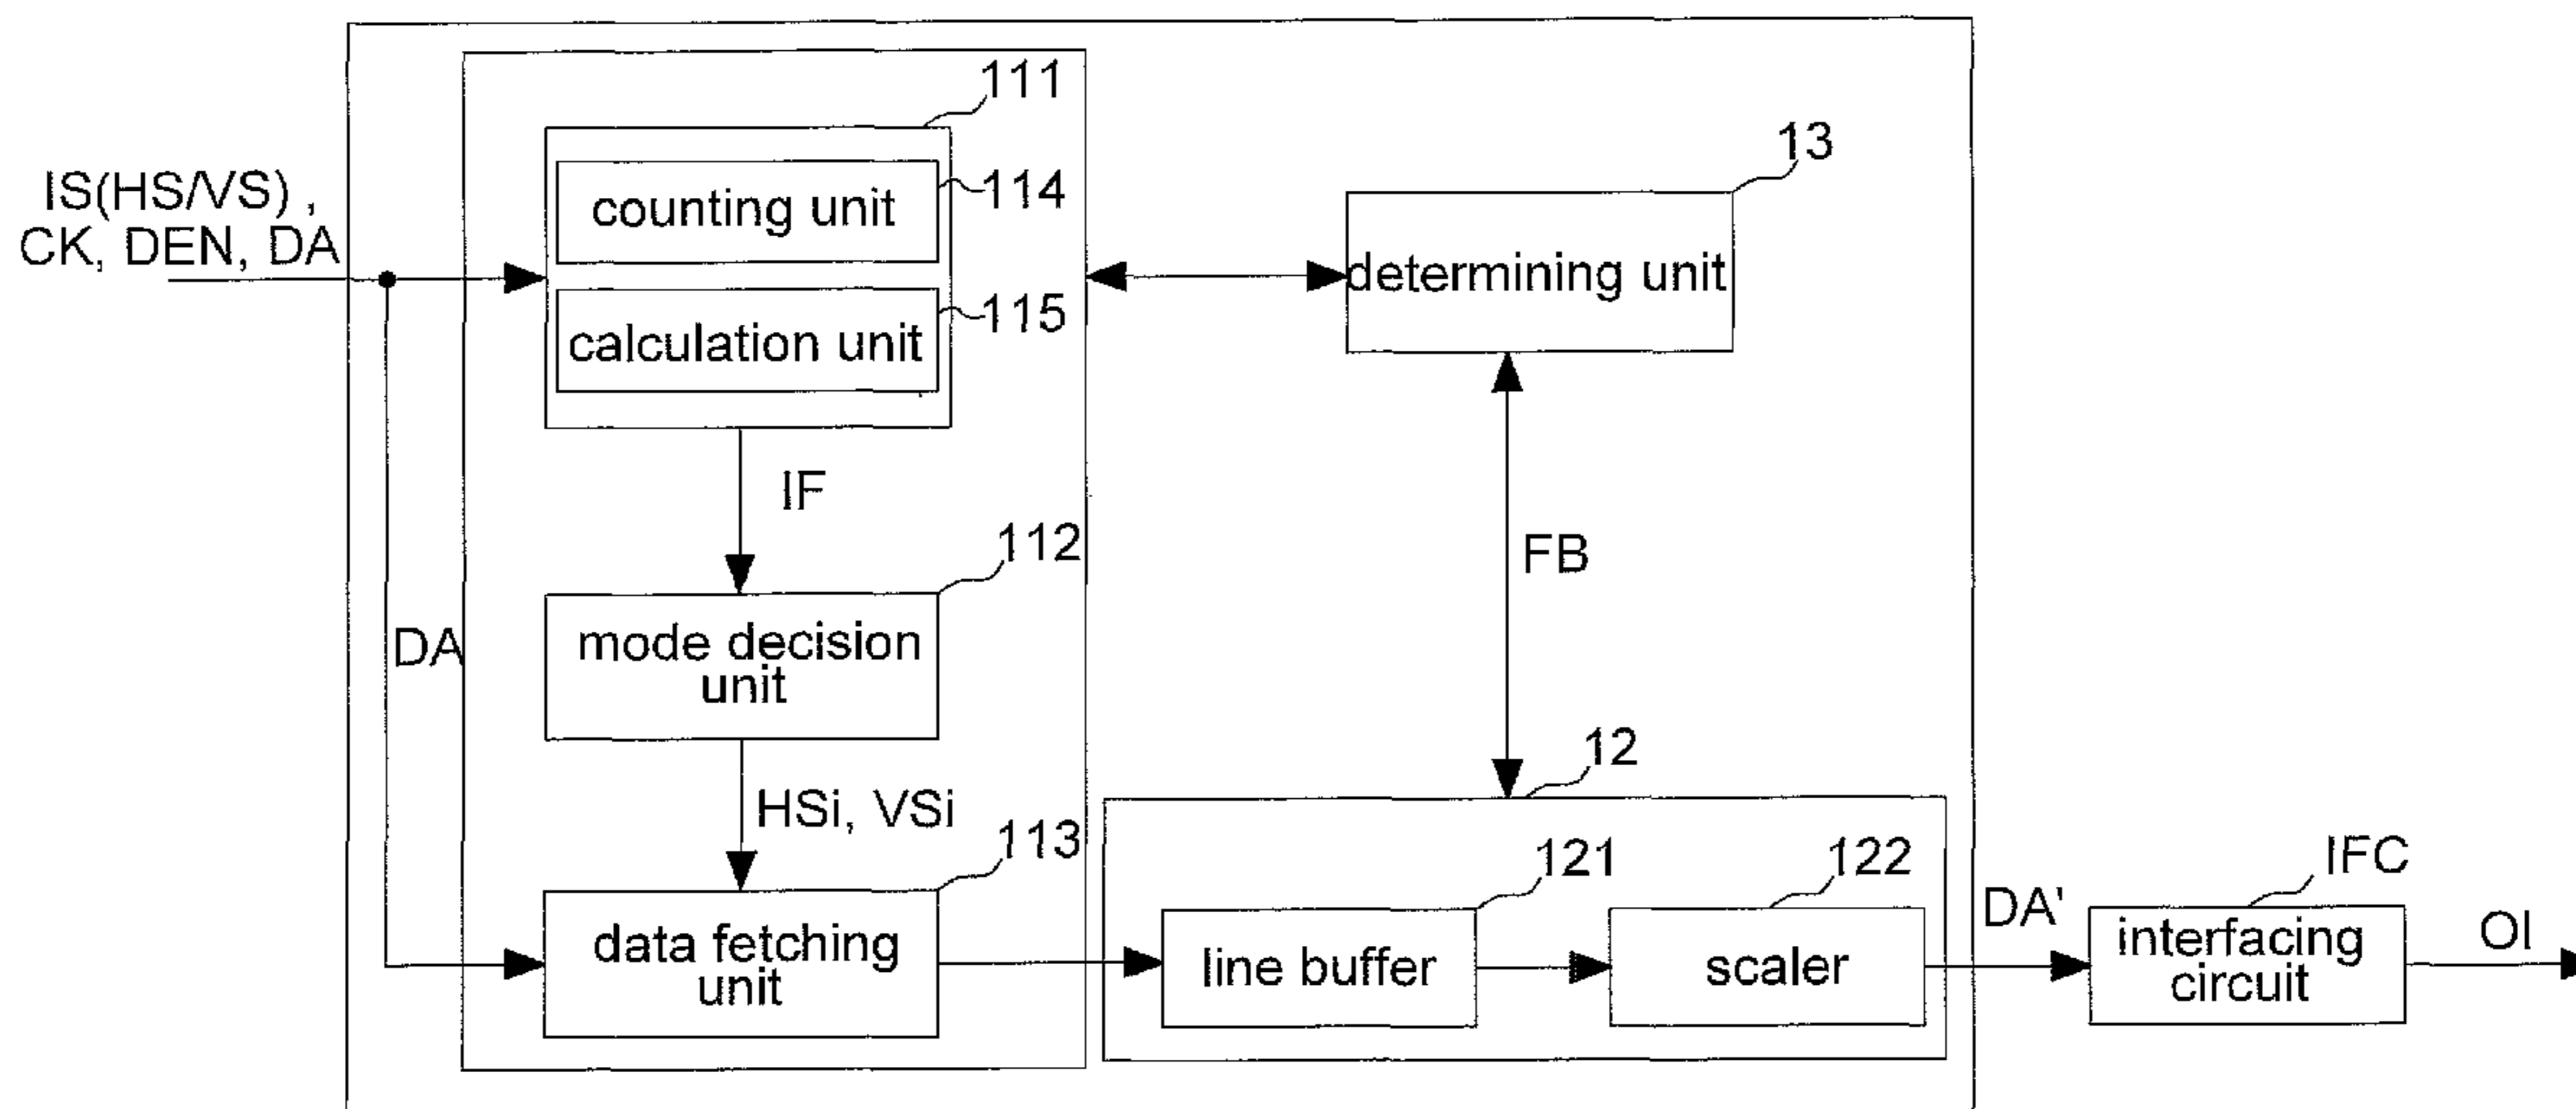 111
13
IS(HS/VS) ,
CK, DEN, DA
counting unit
114
determining unit
calculation unit
115
IF
FB
112
mode decision
unit
DA
12
HSi, VSi
113
121
122
IFC
data fetching
unit
line buffer
scaler
DA'
interfacing
circuit
OI